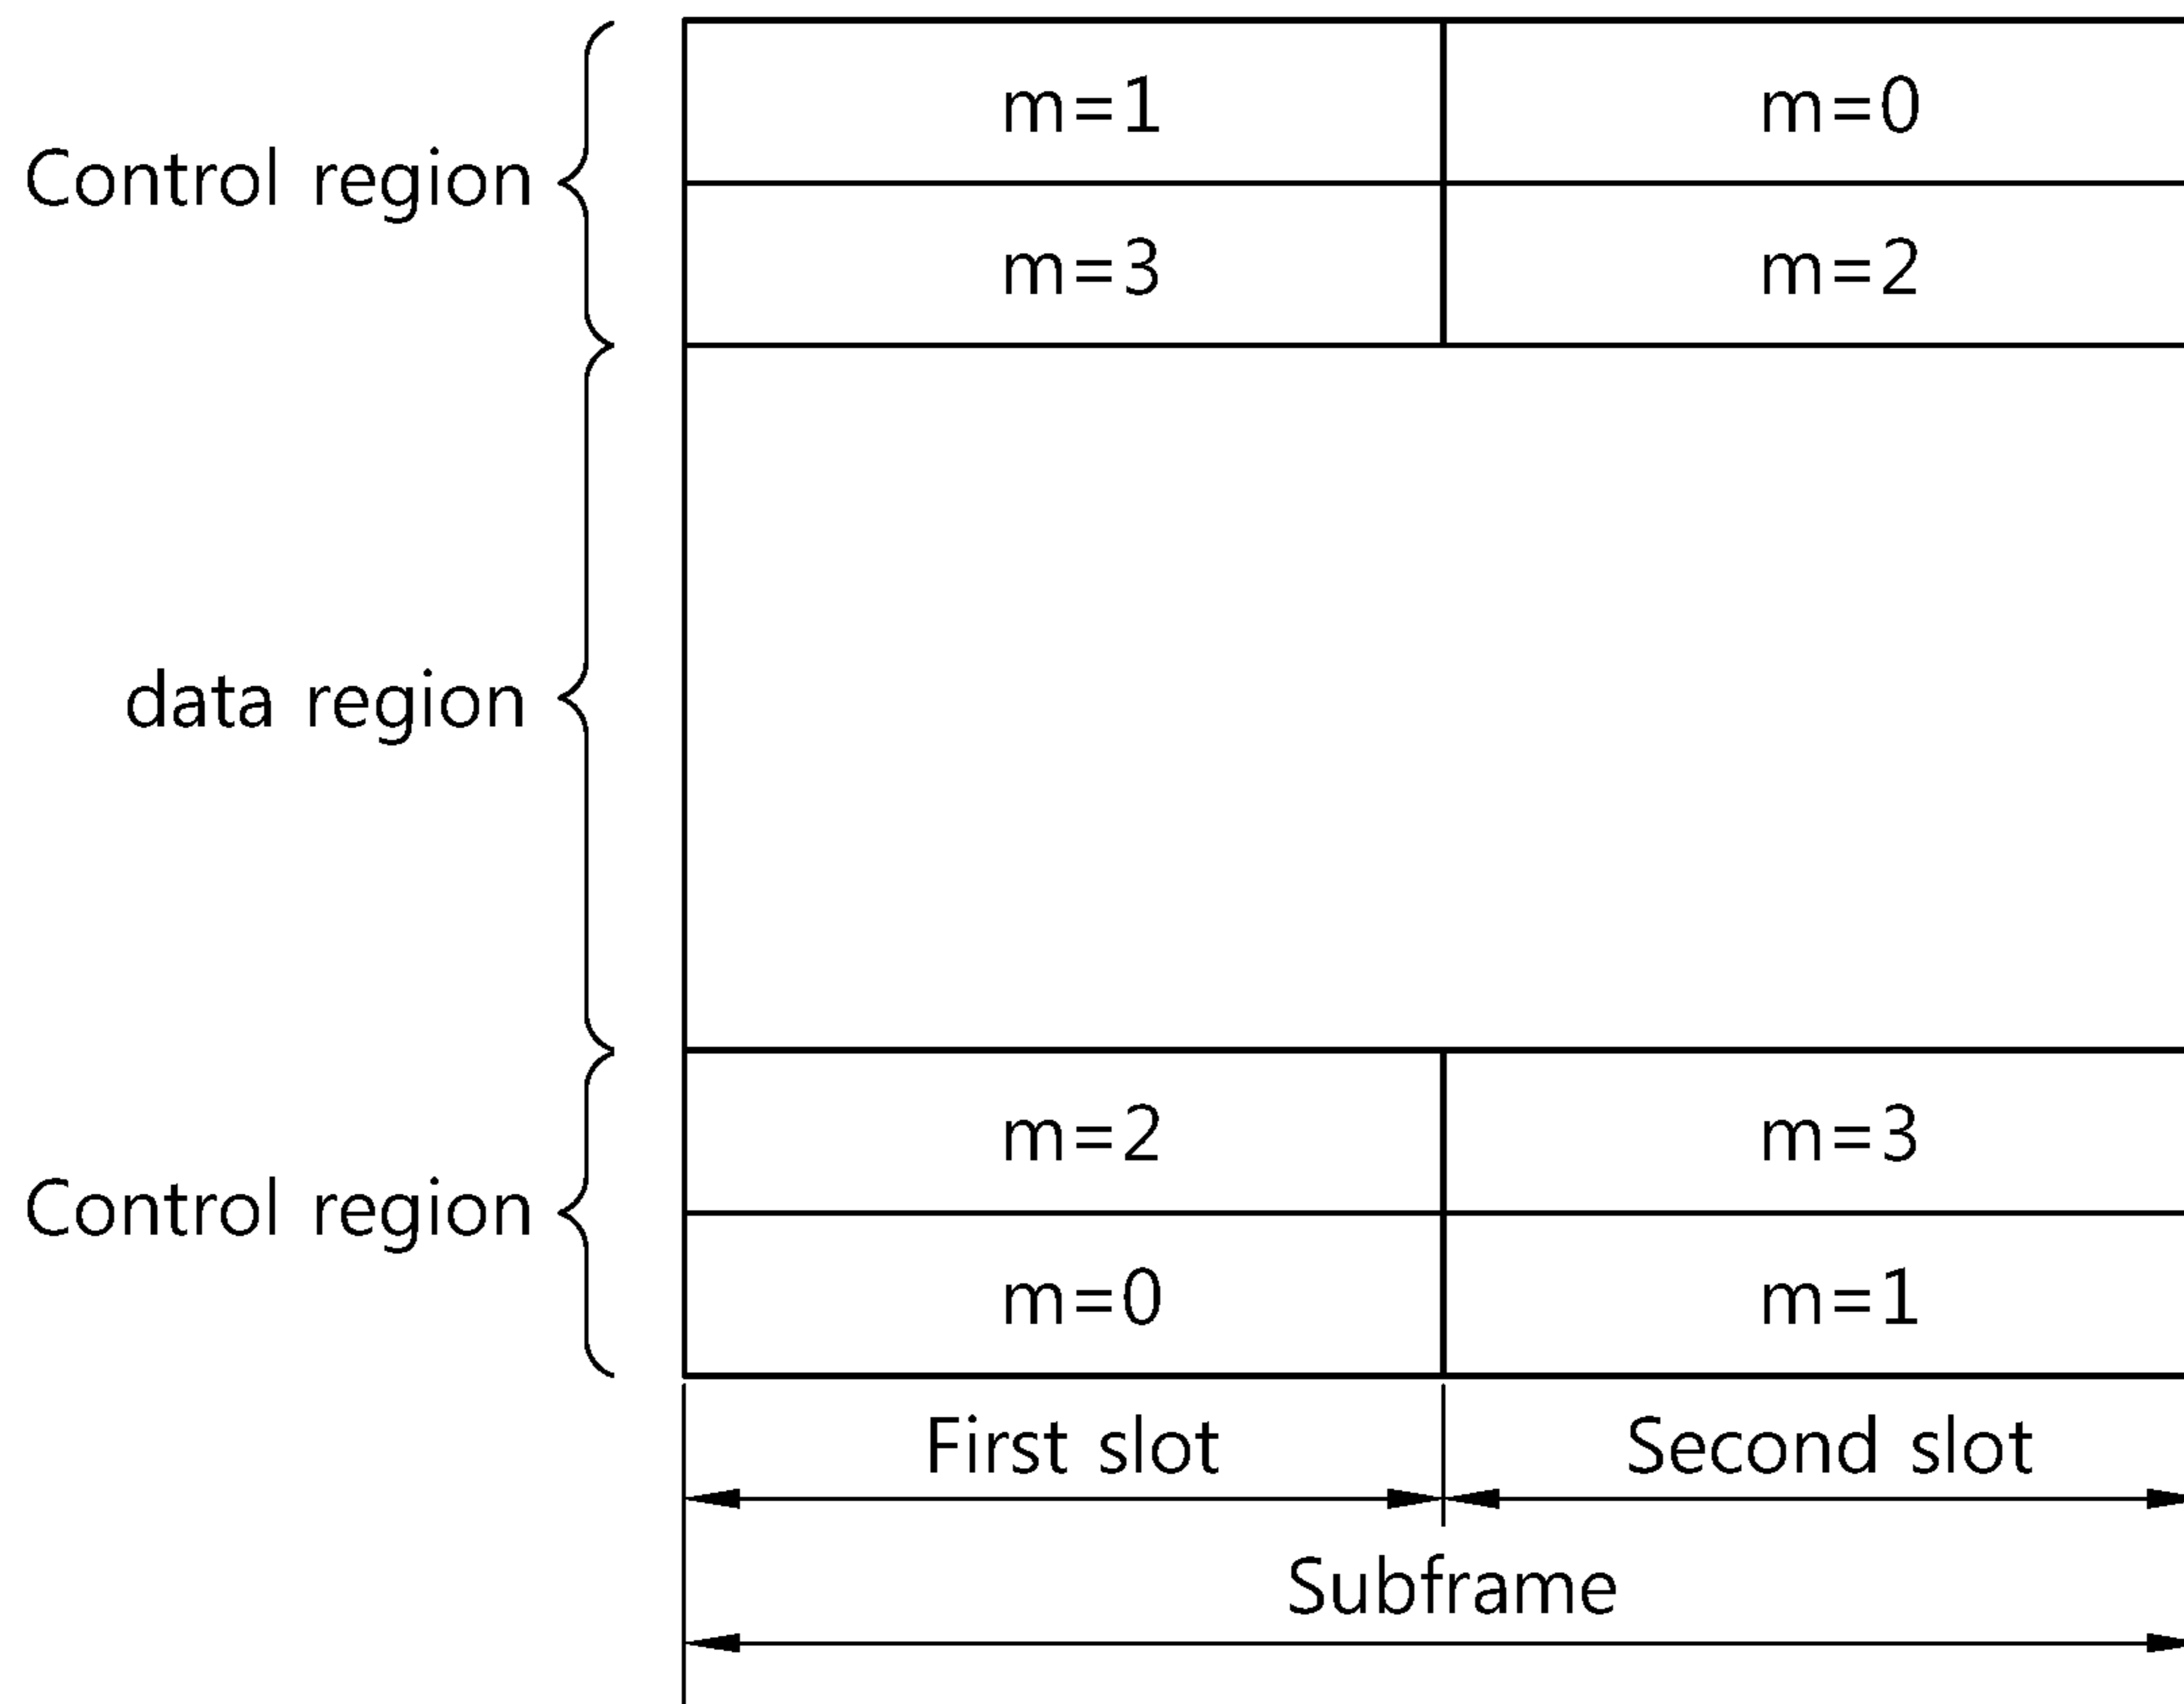 m=1 m=0
Control region
m=3 m=2
data region
m=2 m=3
Control region
m=0 m=1
First slot Second slot
Subframe